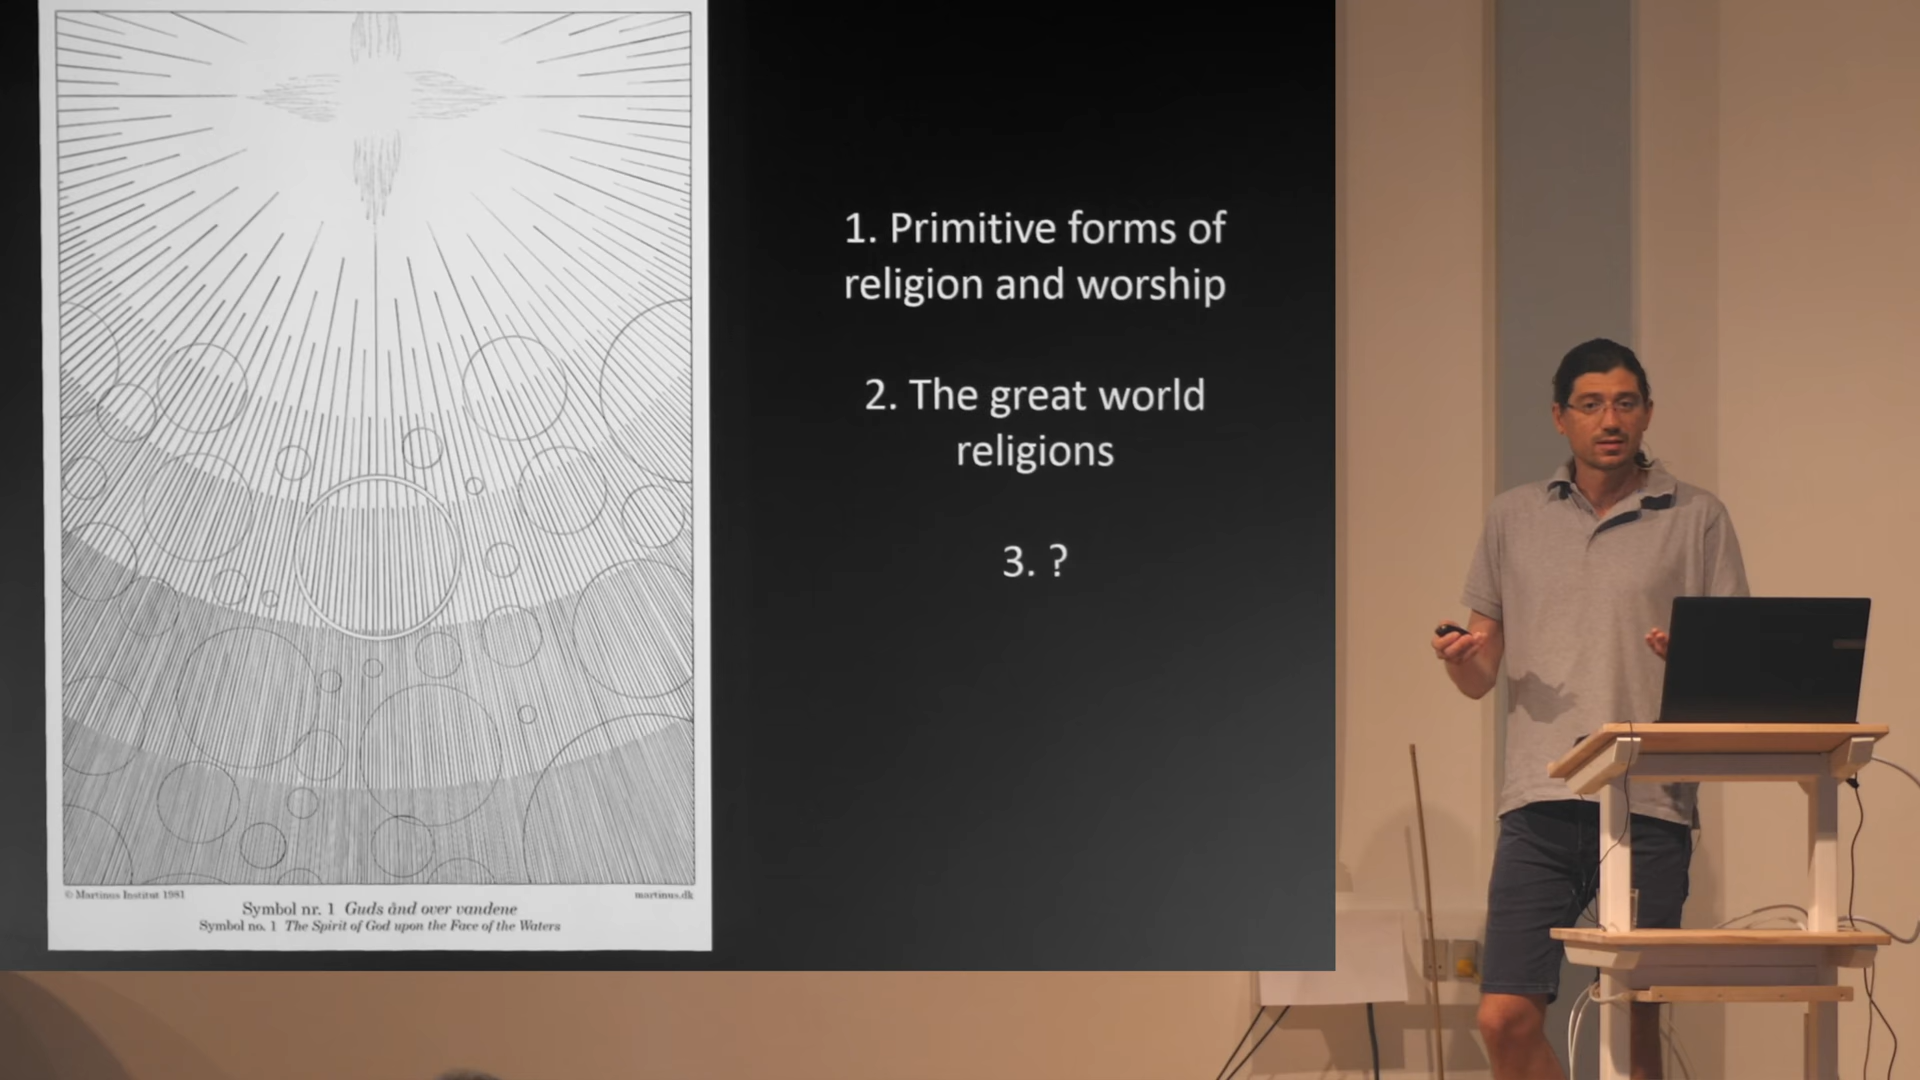 1. Primitive forms of
religion and worship
2. The great world
religions
3. ?
© Martinus Institut 1981
martinus.dk
Symbol nr. 1 Guds ånd over vandene
Symbol no. 1 The Spirit of God upon the Face of the Waters